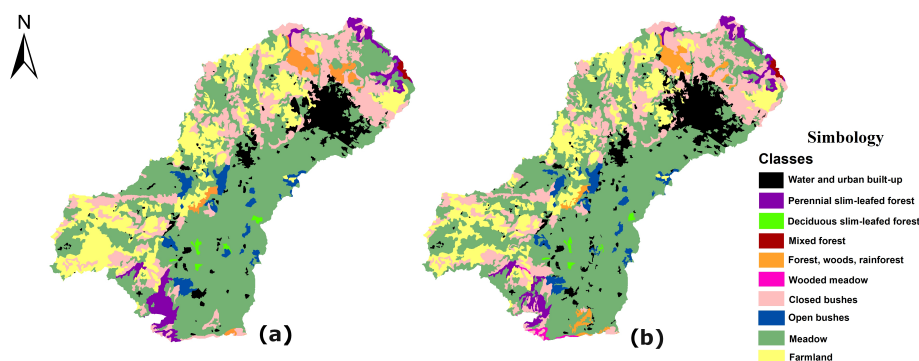 N
(a)
(b)
Simbology
Classes
Water and urban built-up
Perennial slim-leafed forest
Deciduous slim-leafed forest
Mixed forest
Forest, woods, rainforest
Wooded meadow
Closed bushes
Open bushes
Meadow
Farmland